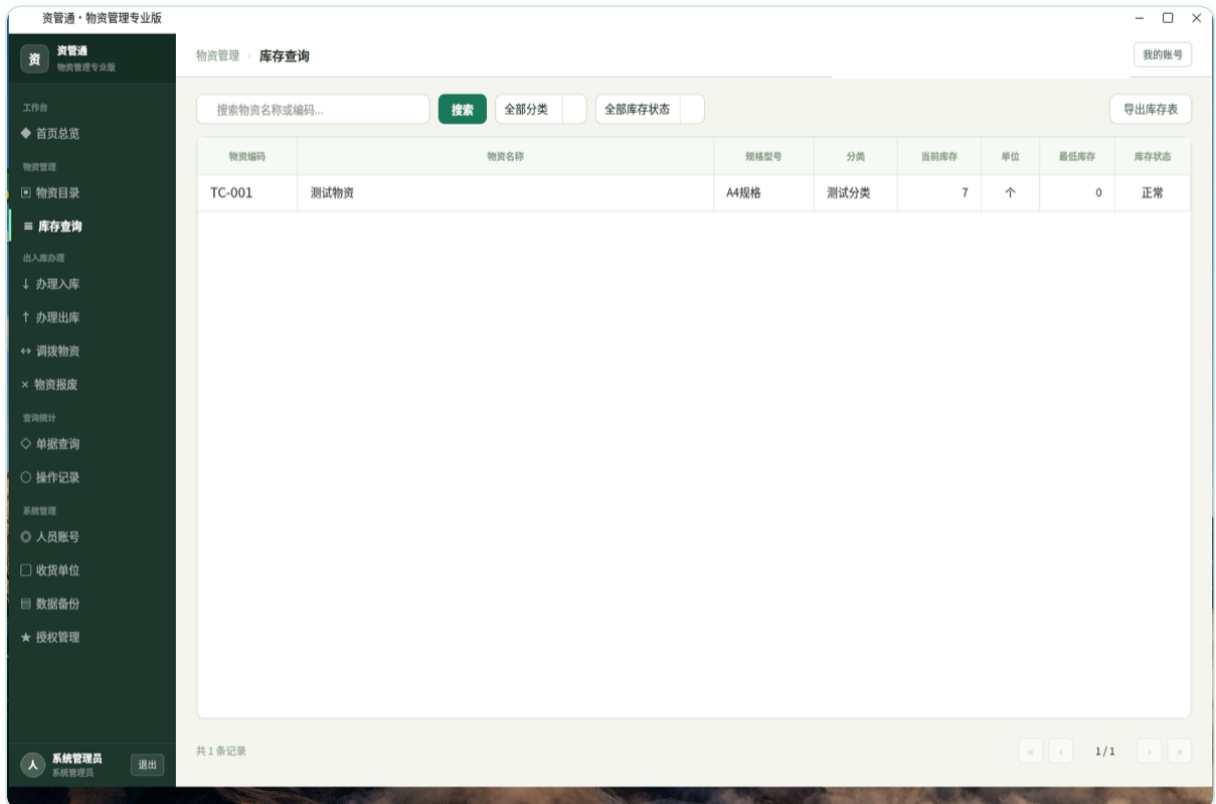 资管通·物资管理专业版
资
资管通
物资管理专业版
工作台
首页总览
物资管理
物资目录
库存查询
出入库办理
办理入库
办理出库
调拨物资
物资报废
查询统计
单据查询
操作记录
系统管理
人员账号
收货单位
数据备份
授权管理
人
系统管理员
系统管理员
退出
物资管理 › 库存查询
我的账号
搜索物资名称或编码... 搜索 全部分类 全部库存状态 导出库存表
物资编码 物资名称 规格型号 分类 当前库存 单位 最低库存 库存状态
TC-001 测试物资 A4规格 测试分类 7 个 0 正常
共 1 条记录 « ‹ 1 / 1 › »